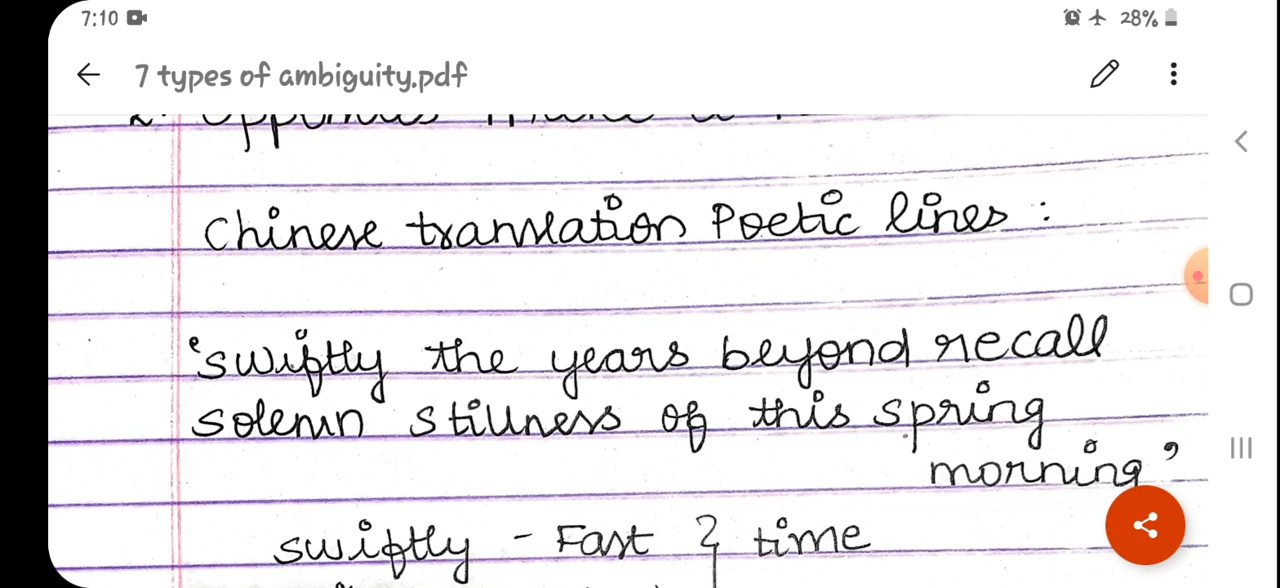 7:10
28%
7 types of ambiguity.pdf
Chinese translation Poetic lines :
'swiftly the years beyond recall
solemn stillness of this spring
morning'
swiftly - Fast } time